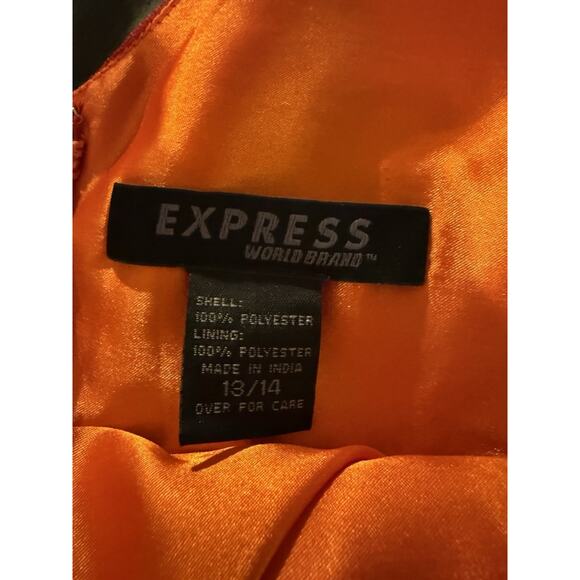 EXPRESS
WORLD BRAND™
SHELL:
100% POLYESTER
LINING:
100% POLYESTER
MADE IN INDIA
13/14
OVER FOR CARE